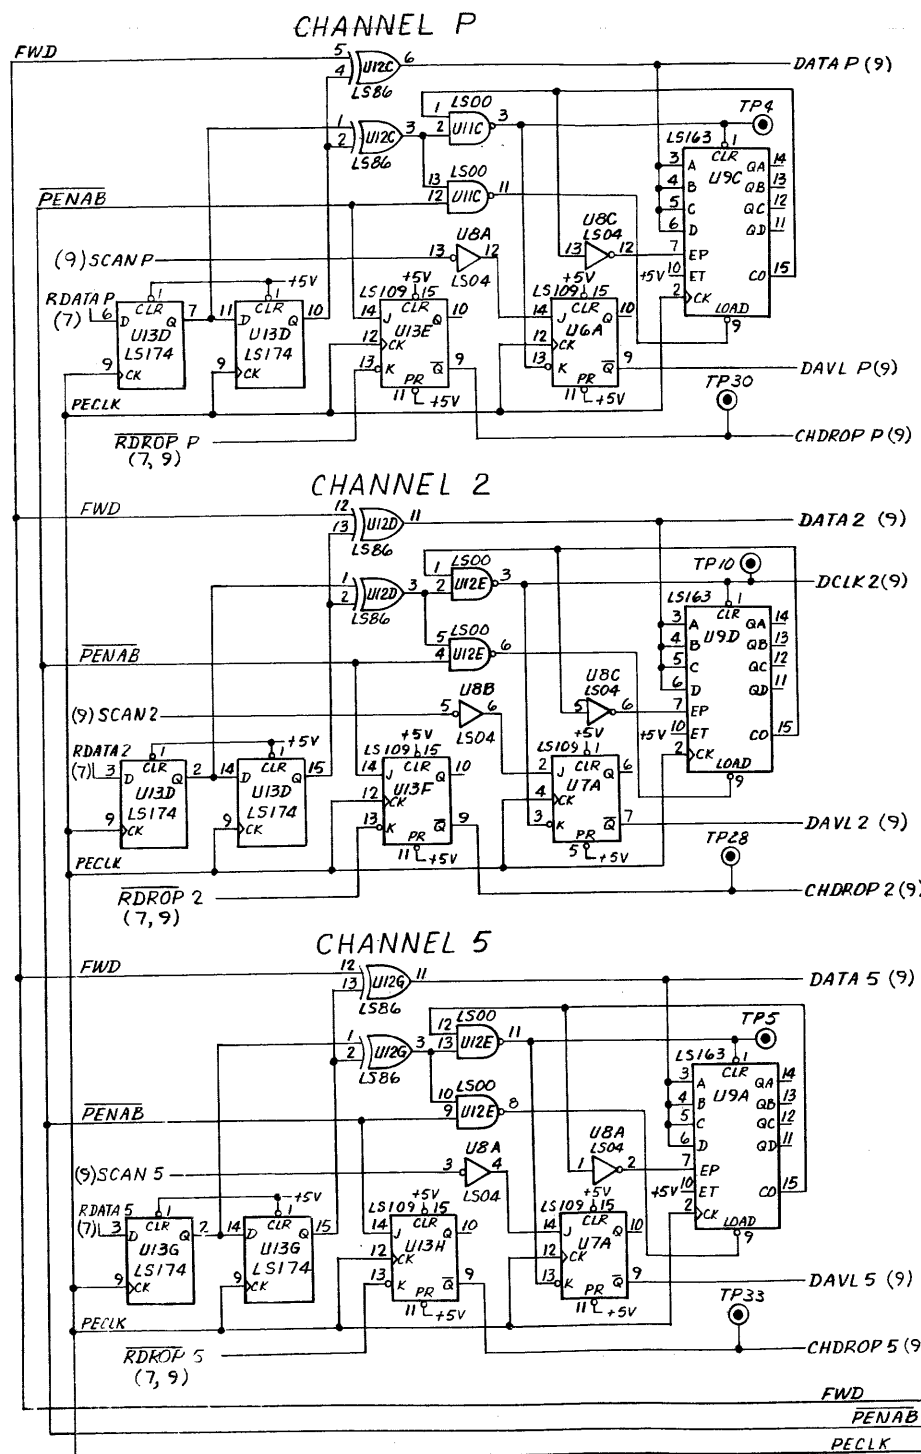 CHANNEL P
FWD
5
4
U12C
6
LS86
DATA P (9)
1
2
U12C
3
LS86
LS00
1
2
U11C
3
TP4
LS163
1
CLR
U9C
3 A QA 14
4 B QB 13
5 C QC 12
6 D QD 11
7 EP
+5V 10 ET
CO 15
2 CK
LOAD
9
PENAB
LS00
13
12
U11C
11
(9) SCAN P
U8A
13 12
LS04
U8C
LS04
13 12
RDATA P
(7)
6
+5V
1
CLR
D Q 7
U13D
LS174
9 CK
1
CLR
11 D Q 10
U13D
LS174
9 CK
LS109 +5V 15
CLR
14 J Q 10
U13E
12 CK
13 K Q 9
PR
11 +5V
+5V
LS109 15
CLR
14 J Q 10
U6A
12 CK
13 K Q 9
PR
11 +5V
DAVL P (9)
TP30
PECLK
RDROP P
(7, 9)
CHDROP P (9)
CHANNEL 2
FWD
12
13
U12D
11
LS86
DATA 2 (9)
1
2
U12D
3
LS86
LS00
1
2
U12E
3
TP10
DCLK 2 (9)
LS163
1
CLR
U9D
3 A QA 14
4 B QB 13
5 C QC 12
6 D QD 11
7 EP
+5V 10 ET
CO 15
2 CK
LOAD
9
PENAB
LS00
5
4
U12E
6
(9) SCAN 2
U8B
5 6
LS04
U8C
LS04
5 6
RDATA 2
(7)
3
+5V
1
CLR
D Q 2
U13D
LS174
9 CK
1
CLR
14 D Q 15
U13D
LS174
9 CK
LS109 +5V 15
CLR
14 J Q 10
U13F
12 CK
13 K Q 9
PR
11 +5V
+5V
LS109 1
CLR
2 J Q 6
U7A
4 CK
3 K Q 7
PR
5 +5V
DAVL 2 (9)
TP28
PECLK
RDROP 2
(7, 9)
CHDROP 2 (9)
CHANNEL 5
FWD
12
13
U12G
11
LS86
DATA 5 (9)
1
2
U12G
3
LS86
LS00
12
13
U12E
11
TP5
LS163
1
CLR
U9A
3 A QA 14
4 B QB 13
5 C QC 12
6 D QD 11
7 EP
+5V 10 ET
CO 15
2 CK
LOAD
9
PENAB
LS00
10
9
U12E
8
(9) SCAN 5
U8A
3 4
LS04
U8A
LS04
1 2
RDATA 5
(7)
3
+5V
1
CLR
D Q 2
U13G
LS174
9 CK
1
CLR
14 D Q 15
U13G
LS174
9 CK
LS109 +5V 15
CLR
14 J Q 10
U13H
12 CK
13 K Q 9
PR
11 +5V
LS109 +5V 15
CLR
14 J Q 10
U7A
12 CK
13 K Q 9
PR
11 +5V
DAVL 5 (9)
TP33
PECLK
RDROP 5
(7, 9)
CHDROP 5 (9
FWD
PENAB
PECLK